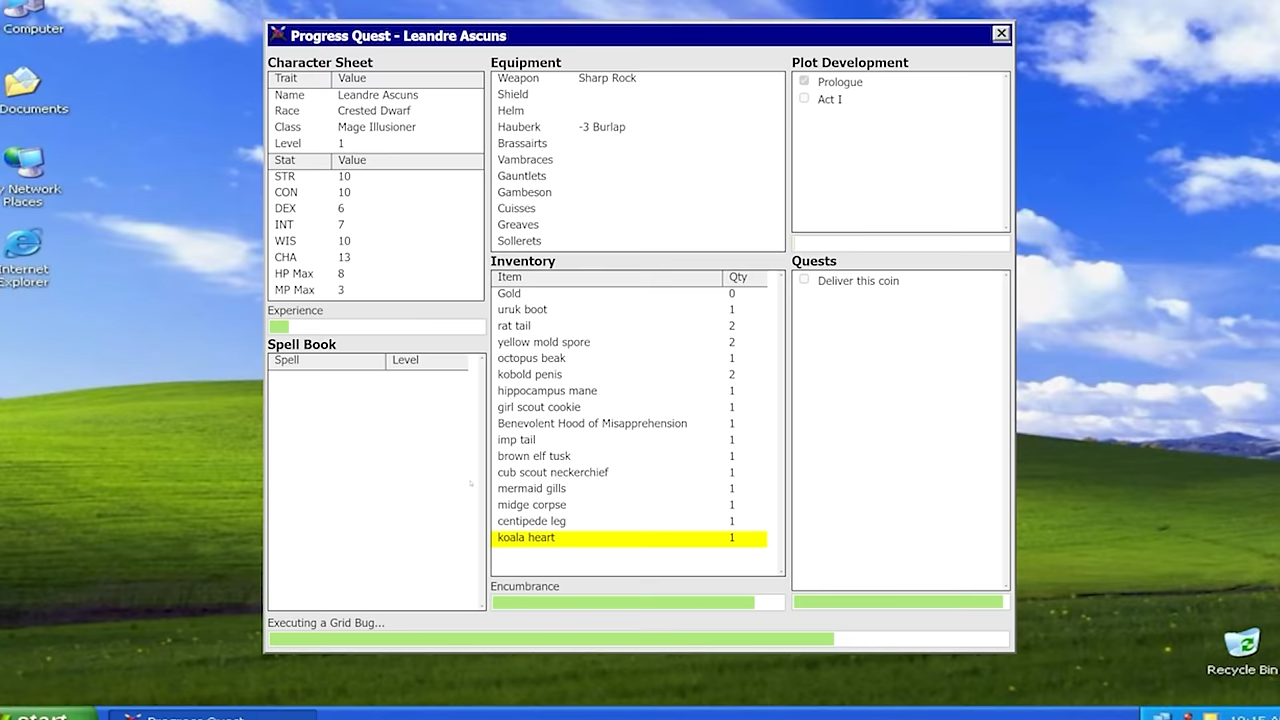 Computer
Documents
y Network
Places
Internet
Explorer
Progress Quest - Leandre Ascuns
Character Sheet
Trait Value
Name Leandre Ascuns
Race Crested Dwarf
Class Mage Illusioner
Level 1
Stat Value
STR 10
CON 10
DEX 6
INT 7
WIS 10
CHA 13
HP Max 8
MP Max 3
Experience
Spell Book
Spell Level
Equipment
Weapon Sharp Rock
Shield
Helm
Hauberk -3 Burlap
Brassairts
Vambraces
Gauntlets
Gambeson
Cuisses
Greaves
Sollerets
Inventory
Item Qty
Gold 0
uruk boot 1
rat tail 2
yellow mold spore 2
octopus beak 1
kobold penis 2
hippocampus mane 1
girl scout cookie 1
Benevolent Hood of Misapprehension 1
imp tail 1
brown elf tusk 1
cub scout neckerchief 1
mermaid gills 1
midge corpse 1
centipede leg 1
koala heart 1
Encumbrance
Plot Development
Prologue
Act I
Quests
Deliver this coin
Executing a Grid Bug...
Recycle Bin
start
Progress Quest